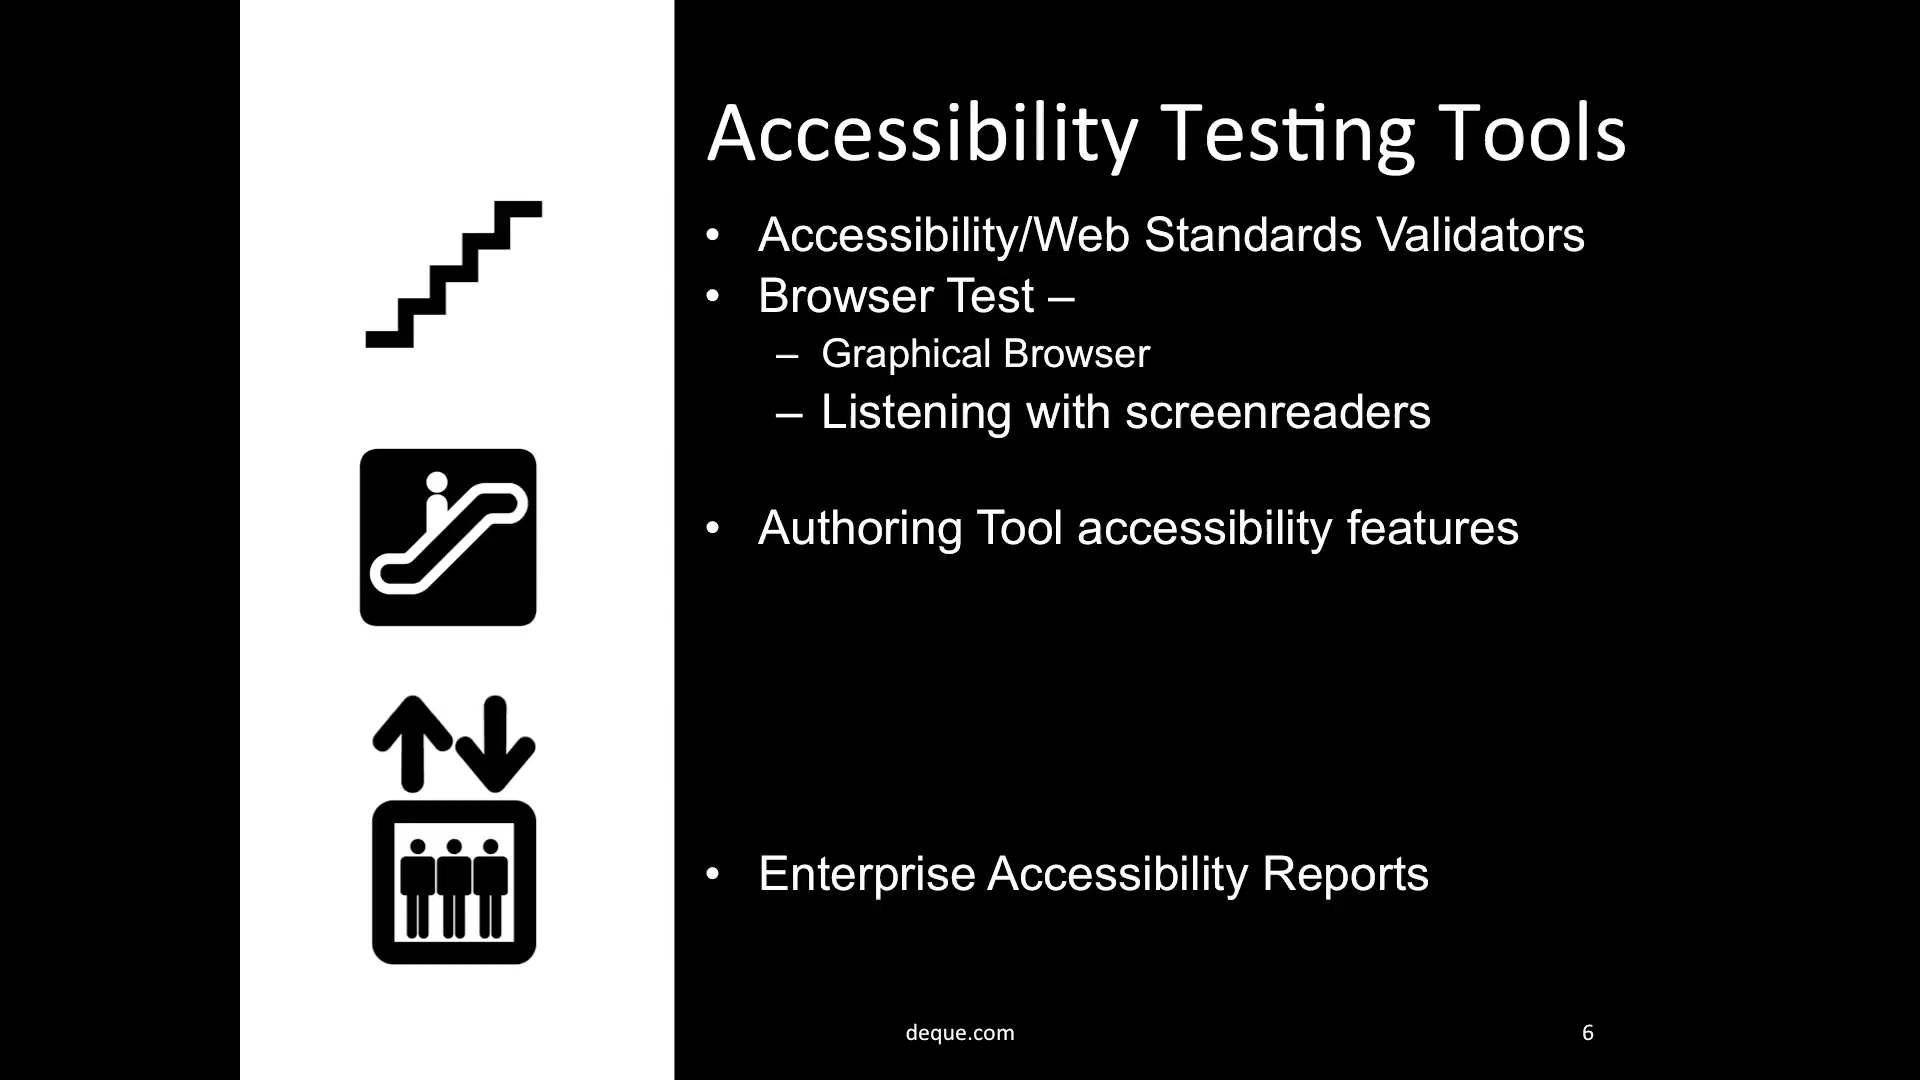 Accessibility Testing Tools
• Accessibility/Web Standards Validators
• Browser Test –
– Graphical Browser
– Listening with screenreaders
• Authoring Tool accessibility features
• Enterprise Accessibility Reports
deque.com
6